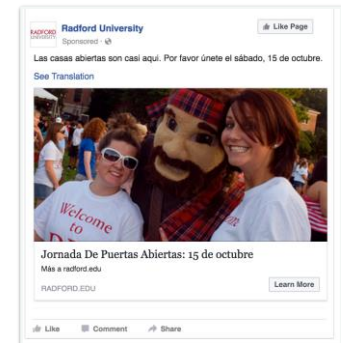 RADFORD
UNIVERSITY
Radford University
Sponsored ·
Like Page
Las casas abiertas son casi aqui. Por favor únete el sábado, 15 de octubre.
See Translation
Welcome
to
Jornada De Puertas Abiertas: 15 de octubre
Más a radford.edu
RADFORD.EDU
Learn More
Like
Comment
Share